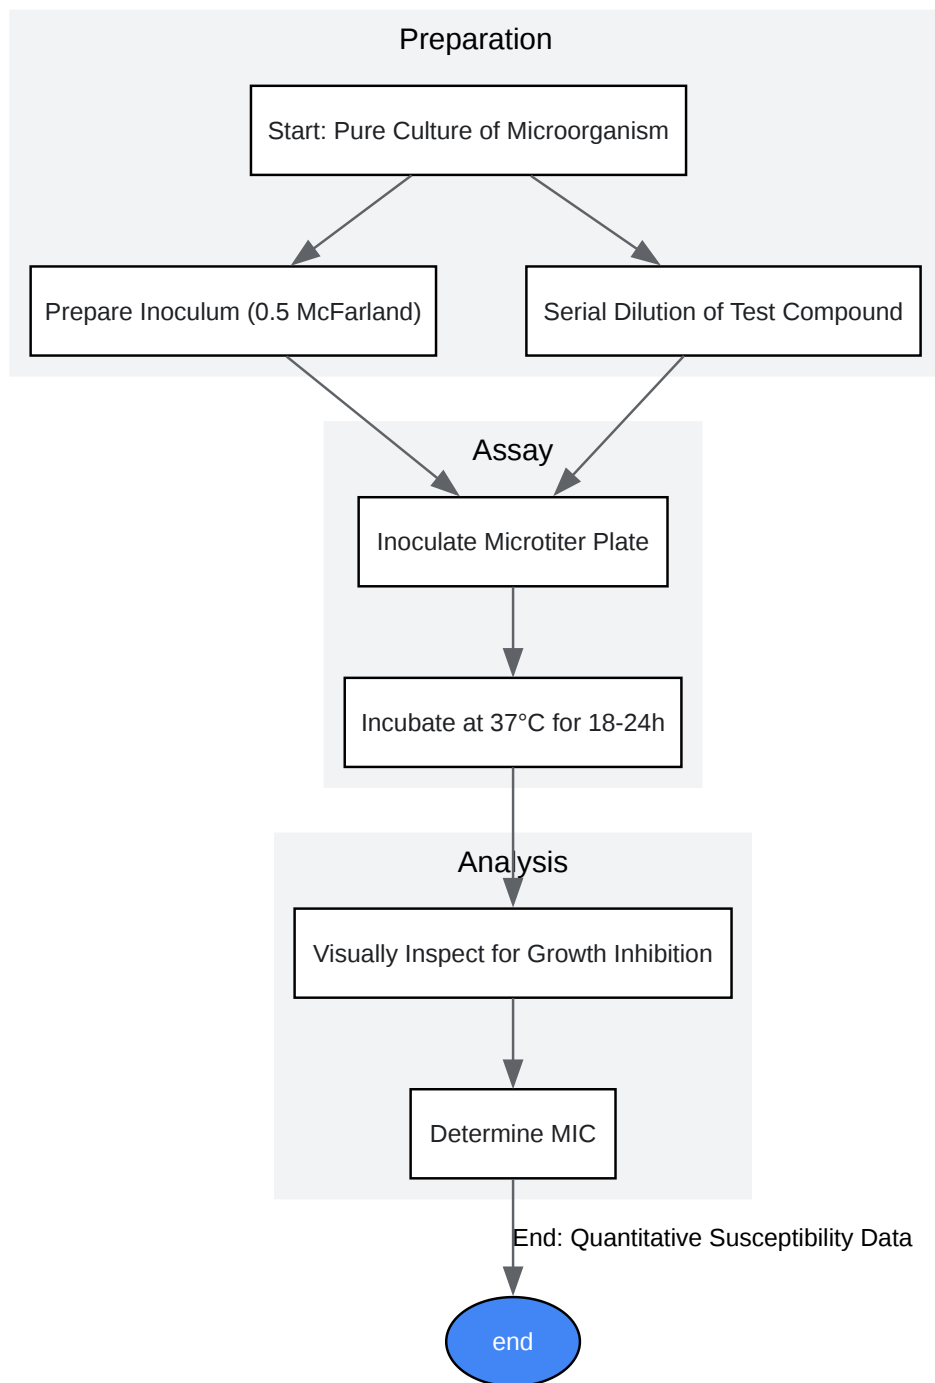 Preparation
Start: Pure Culture of Microorganism
Prepare Inoculum (0.5 McFarland)
Serial Dilution of Test Compound
Assay
Inoculate Microtiter Plate
Incubate at 37°C for 18-24h
Analysis
Visually Inspect for Growth Inhibition
Determine MIC
End: Quantitative Susceptibility Data
end